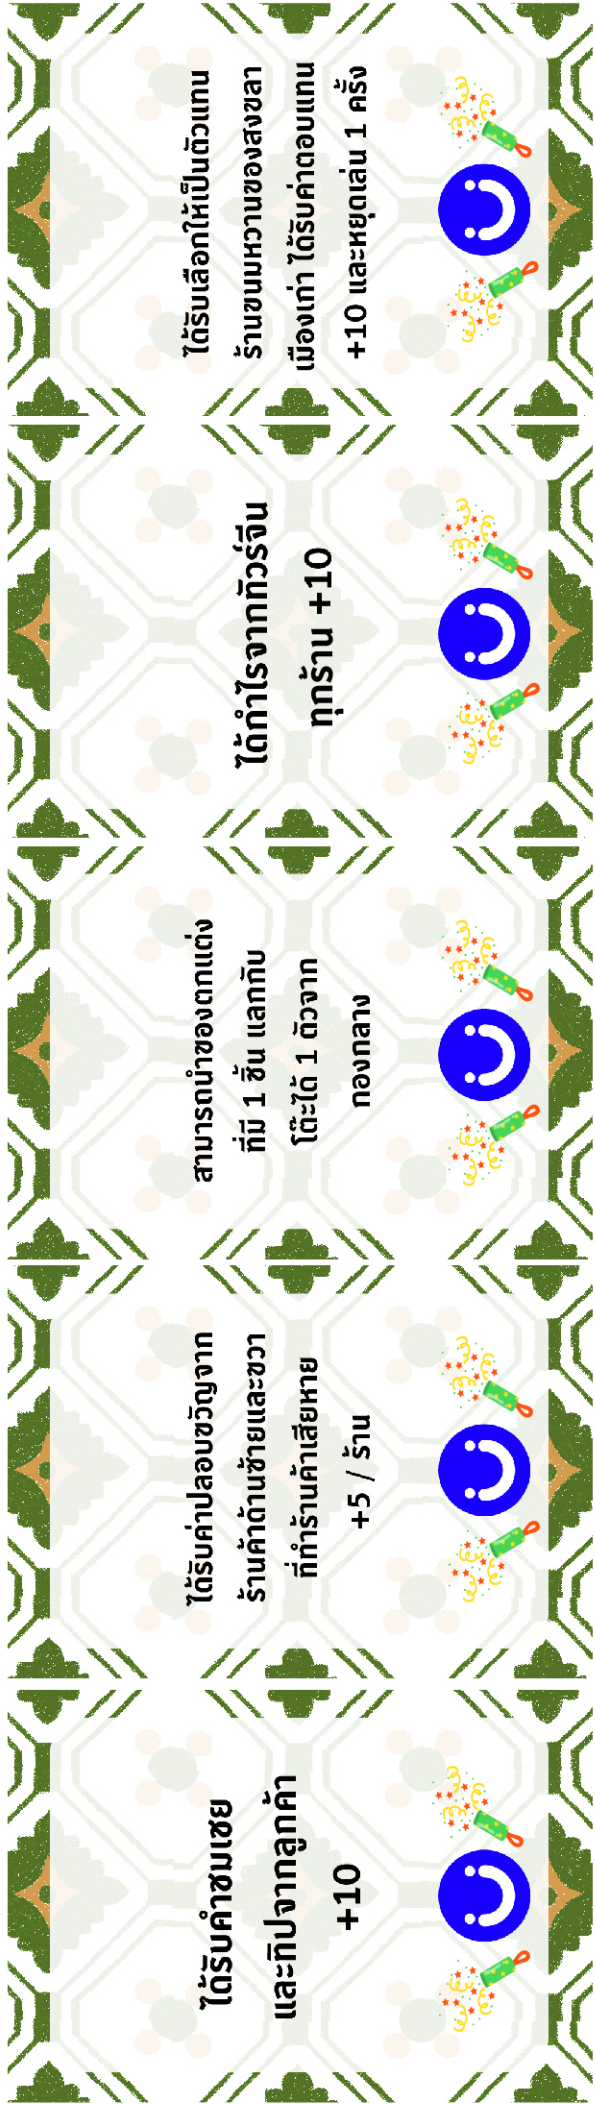 ได้รับเลือกให้เป็นตัวแทน
ร้านขนมหวานของสงขลา
เมืองเก่า ได้รับค่าตอบแทน
+10 และหยุดเล่น 1 ครั้ง
ได้กำไรจากทัวร์จีน
ทุกร้าน +10
สามารถนำของตกแต่ง
ที่มี 1 ชิ้น แลกกับ
โต๊ะได้ 1 ตัวจาก
กองกลาง
ได้รับค่าปลอบขวัญจาก
ร้านค้าด้านซ้ายและขวา
ที่ทำร้านค้าเสียหาย
+5 / ร้าน
ได้รับคำชมเชย
และทิปจากลูกค้า
+10